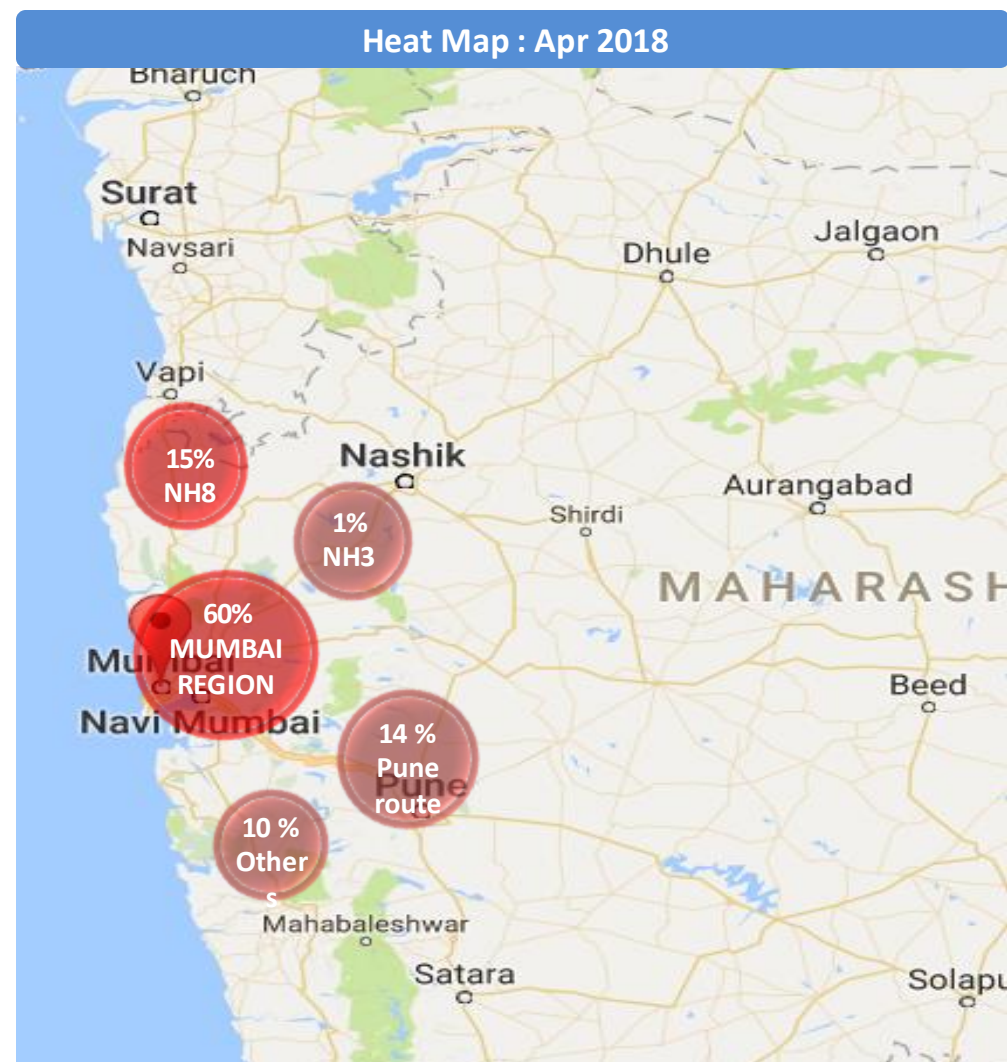 Heat Map : Apr 2018
Bharuch
Surat
Navsari
Dhule
Jalgaon
Vapi
15%
NH8
Nashik
Aurangabad
Shirdi
1%
NH3
MAHARASH
60%
MUMBAI
REGION
Mumbai
Navi Mumbai
Beed
14 %
Pune
route
Pune
10 %
Other
s
Mahabaleshwar
Satara
Solapu